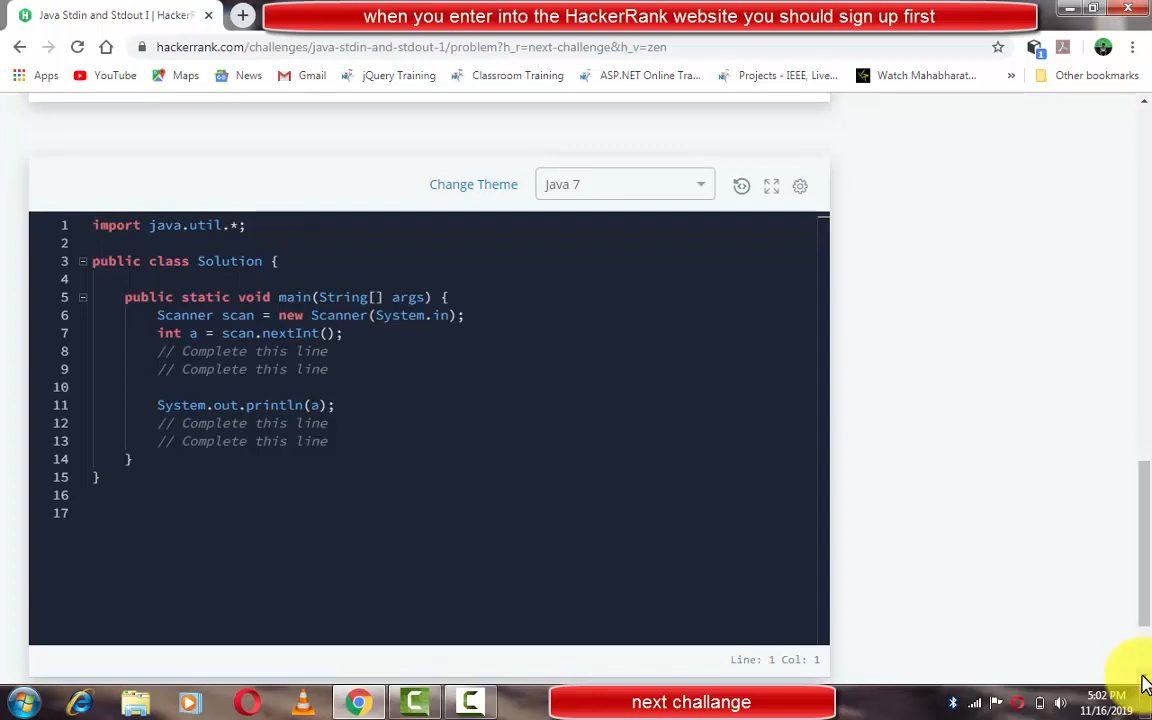 Java Stdin and Stdout I | HackerR
when you enter into the HackerRank website you should sign up first
hackerrank.com/challenges/java-stdin-and-stdout-1/problem?h_r=next-challenge&h_v=zen
1
Apps YouTube Maps News Gmail jQuery Training Classroom Training ASP.NET Online Tra... Projects - IEEE, Live... Watch Mahabharat... » Other bookmarks
Change Theme Java 7
1 import java.util.*;
2
3 public class Solution {
4
5 public static void main(String[] args) {
6 Scanner scan = new Scanner(System.in);
7 int a = scan.nextInt();
8 // Complete this line
9 // Complete this line
10
11 System.out.println(a);
12 // Complete this line
13 // Complete this line
14 }
15 }
16
17
Line: 1 Col: 1
next challange
5:02 PM
11/16/2019